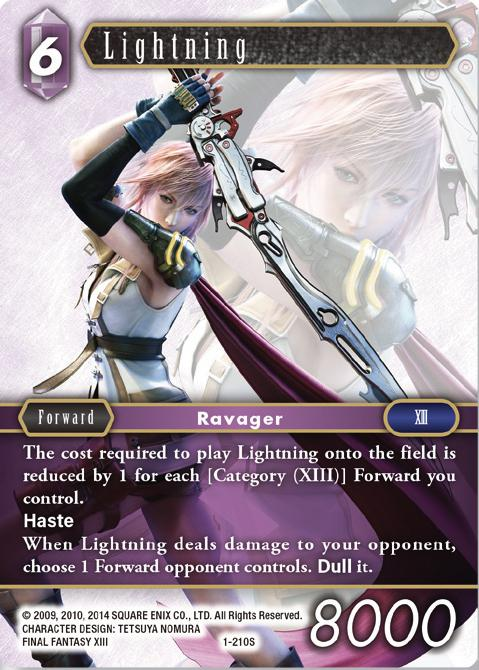 6
Lightning
Forward
Ravager
XIII
The cost required to play Lightning onto the field is
reduced by 1 for each [Category (XIII)] Forward you
control.
Haste
When Lightning deals damage to your opponent,
choose 1 Forward opponent controls. Dull it.
© 2009, 2010, 2014 SQUARE ENIX CO., LTD. All Rights Reserved.
CHARACTER DESIGN: TETSUYA NOMURA
FINAL FANTASY XIII
1-210S
8000